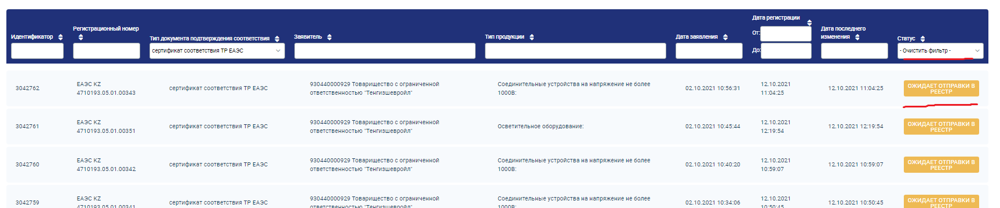 Идентификатор
Регистрационный номер
Тип документа подтверждения соответствия
Заявитель
Тип продукции
Дата заявления
Дата регистрации
От:
До:
Дата последнего
изменения
Статус
сертификат соответствия ТР ЕАЭС
- Очистить фильтр -
3042762
ЕАЭС KZ
4710193.05.01.00343
сертификат соответствия ТР ЕАЭС
930440000929 Товарищество с ограниченной
ответственностью "Тенгизшевройл"
Соединительные устройства на напряжение не более
1000В:
02.10.2021 10:56:31
12.10.2021
11:04:25
12.10.2021 11:04:25
ОЖИДАЕТ ОТПРАВКИ В
РЕЕСТР
3042761
ЕАЭС KZ
4710193.05.01.00351
сертификат соответствия ТР ЕАЭС
930440000929 Товарищество с ограниченной
ответственностью "Тенгизшевройл"
Осветительное оборудование:
02.10.2021 10:45:44
12.10.2021
12:19:54
12.10.2021 12:19:54
ОЖИДАЕТ ОТПРАВКИ В
РЕЕСТР
3042760
ЕАЭС KZ
4710193.05.01.00342
сертификат соответствия ТР ЕАЭС
930440000929 Товарищество с ограниченной
ответственностью "Тенгизшевройл"
Соединительные устройства на напряжение не более
1000В:
02.10.2021 10:40:20
12.10.2021
10:59:07
12.10.2021 10:59:07
ОЖИДАЕТ ОТПРАВКИ В
РЕЕСТР
3042759
ЕАЭС KZ
4710193.05.01.00341
сертификат соответствия ТР ЕАЭС
930440000929 Товарищество с ограниченной
ответственностью "Тенгизшевройл"
Соединительные устройства на напряжение не более
1000В:
02.10.2021 10:34:06
12.10.2021
10:50:45
12.10.2021 10:50:45
ОЖИДАЕТ ОТПРАВКИ В
РЕЕСТР